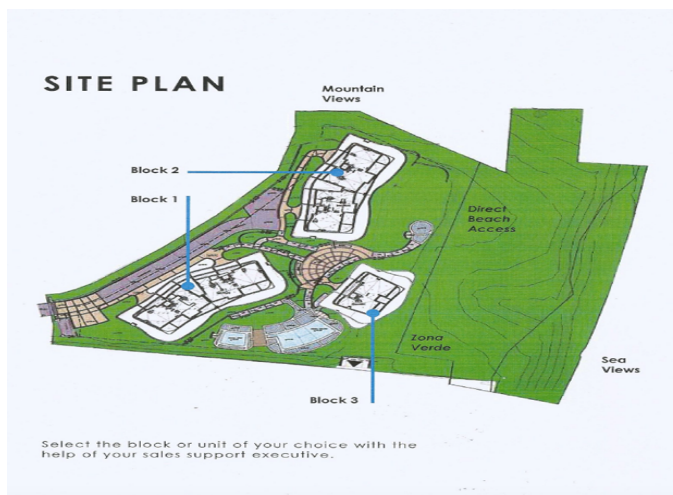 SITE PLAN
Mountain
Views
Block 2
Block 1
Direct
Beach
Access
Zona
Verde
Sea
Views
Block 3
Select the block or unit of your choice with the
help of your sales support executive.